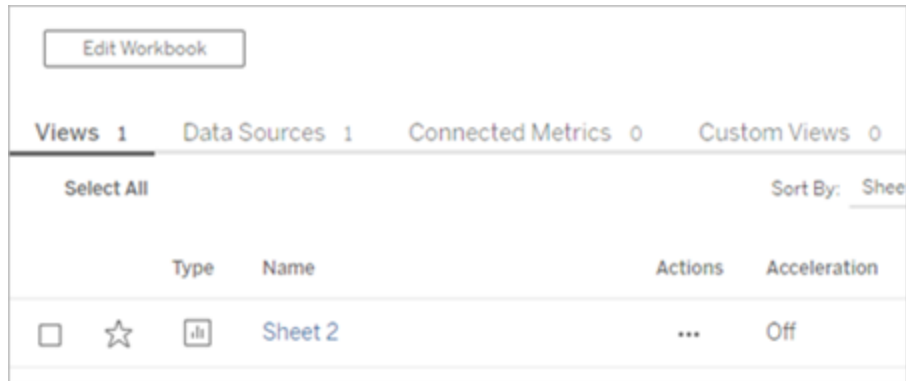 Edit Workbook
Views 1 Data Sources 1 Connected Metrics 0 Custom Views 0
Select All Sort By: Shee
Type Name Actions Acceleration
Sheet 2 ... Off